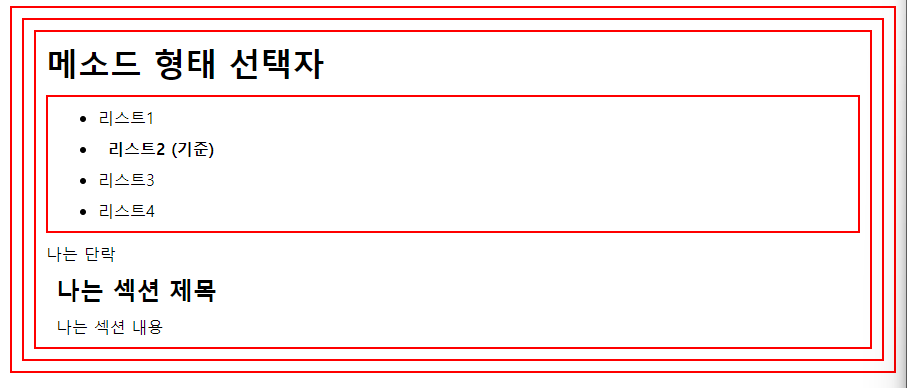 메소드 형태 선택자
리스트1
리스트2 (기준)
리스트3
리스트4
나는 단락
나는 섹션 제목
나는 섹션 내용